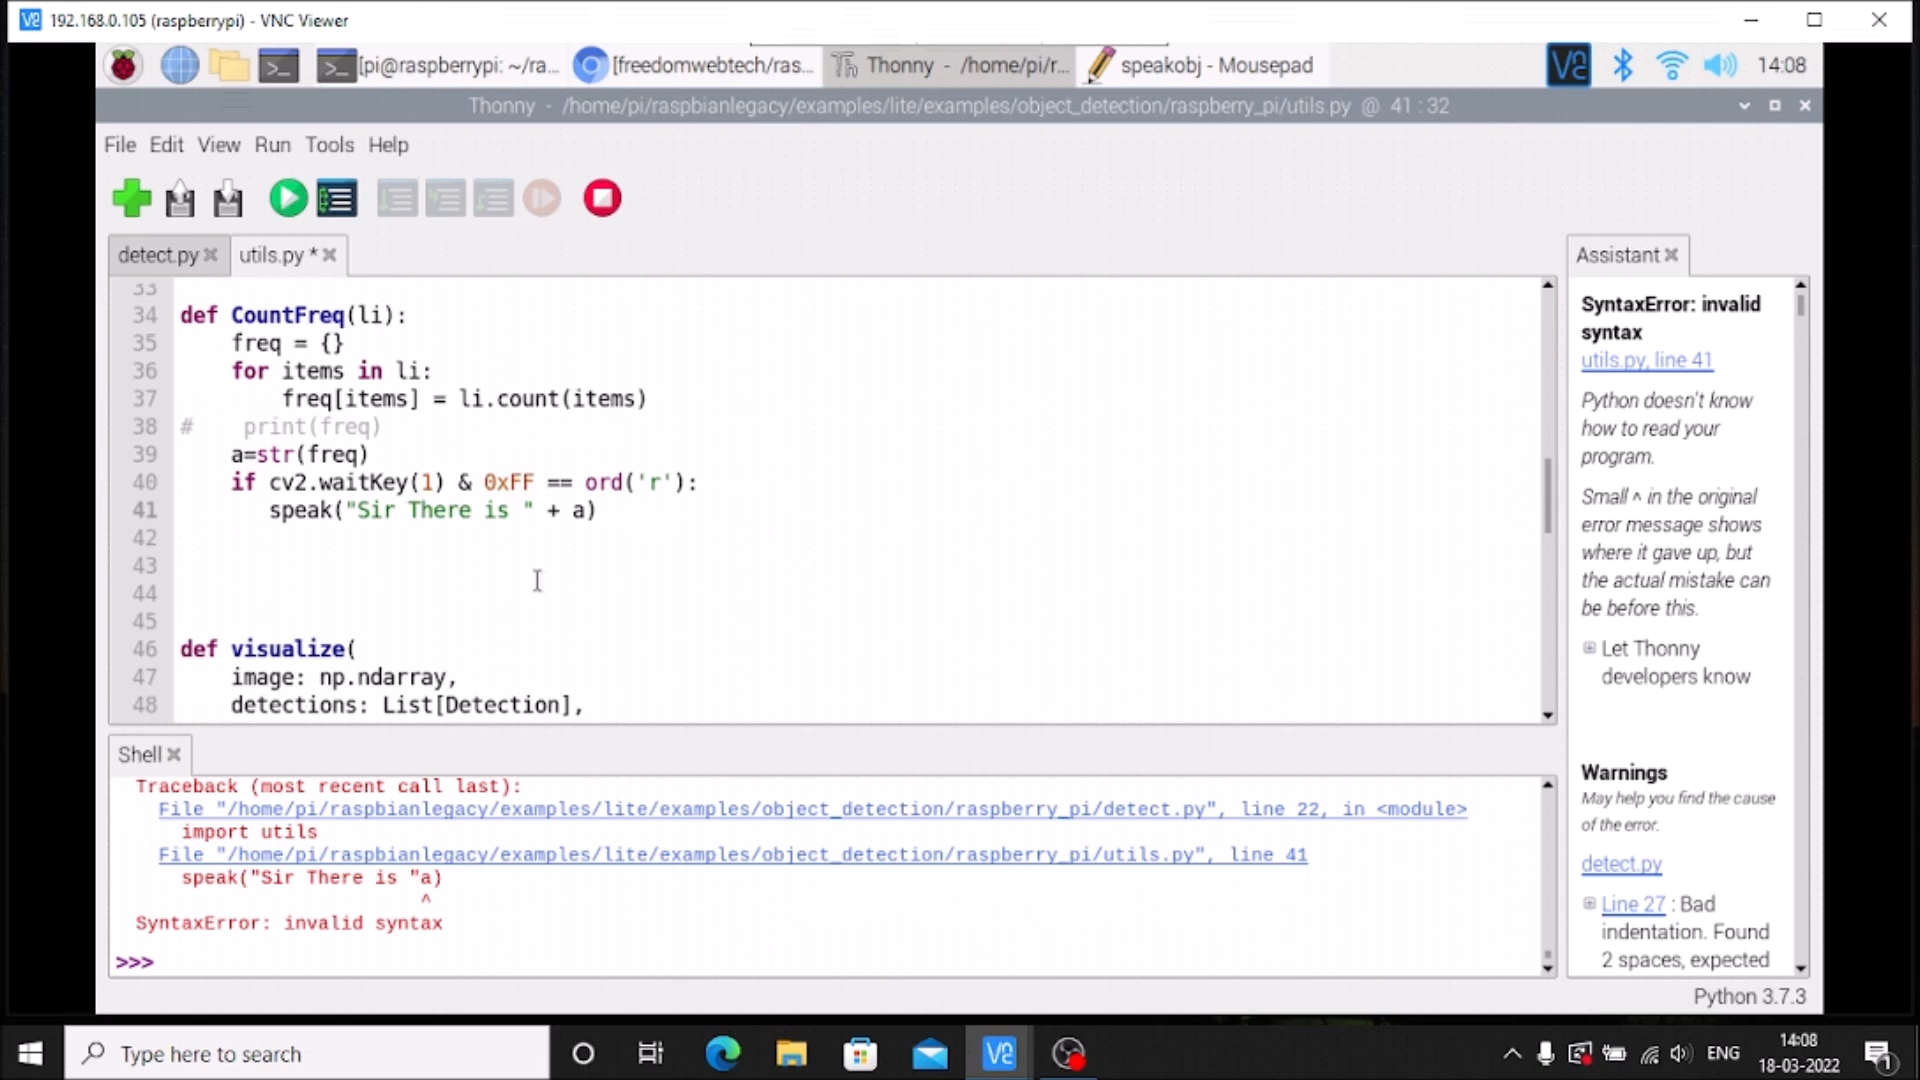 192.168.0.105 (raspberrypi) - VNC Viewer
[pi@raspberrypi: ~/ra...
[freedomwebtech/ras...
Thonny - /home/pi/r...
speakobj - Mousepad
14:08
Thonny - /home/pi/raspbianlegacy/examples/lite/examples/object_detection/raspberry_pi/utils.py @ 41 : 32
File Edit View Run Tools Help
detect.py
utils.py *
33
34 def CountFreq(li):
35 freq = {}
36 for items in li:
37 freq[items] = li.count(items)
38 # print(freq)
39 a=str(freq)
40 if cv2.waitKey(1) & 0xFF == ord('r'):
41 speak("Sir There is " + a)
42
43
44
45
46 def visualize(
47 image: np.ndarray,
48 detections: List[Detection],
Shell
Traceback (most recent call last):
File "/home/pi/raspbianlegacy/examples/lite/examples/object_detection/raspberry_pi/detect.py", line 22, in <module>
import utils
File "/home/pi/raspbianlegacy/examples/lite/examples/object_detection/raspberry_pi/utils.py", line 41
speak("Sir There is "a)
^
SyntaxError: invalid syntax
>>>
Assistant
SyntaxError: invalid
syntax
utils.py, line 41
Python doesn't know
how to read your
program.
Small ^ in the original
error message shows
where it gave up, but
the actual mistake can
be before this.
Let Thonny
developers know
Warnings
May help you find the cause
of the error.
detect.py
Line 27 : Bad
indentation. Found
2 spaces, expected
Python 3.7.3
Type here to search
ENG
14:08
18-03-2022
1